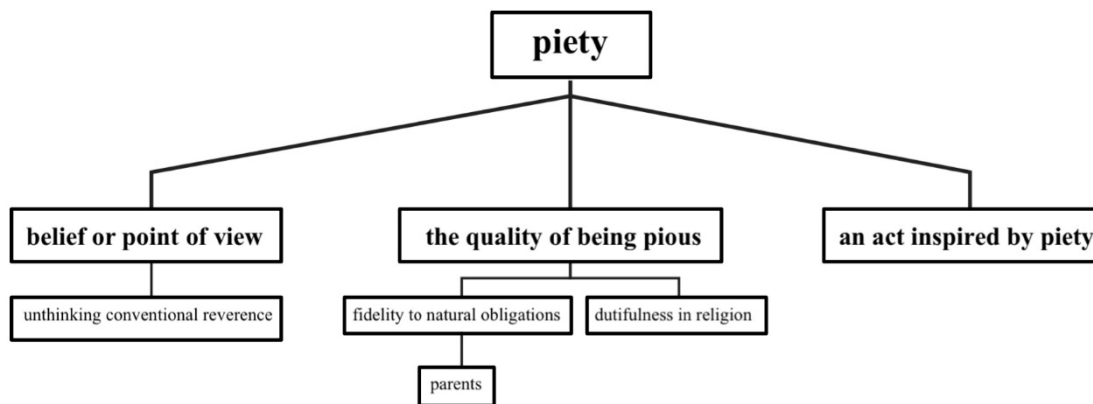 piety
belief or point of view
the quality of being pious
an act inspired by piety
unthinking conventional reverence
fidelity to natural obligations
dutifulness in religion
parents